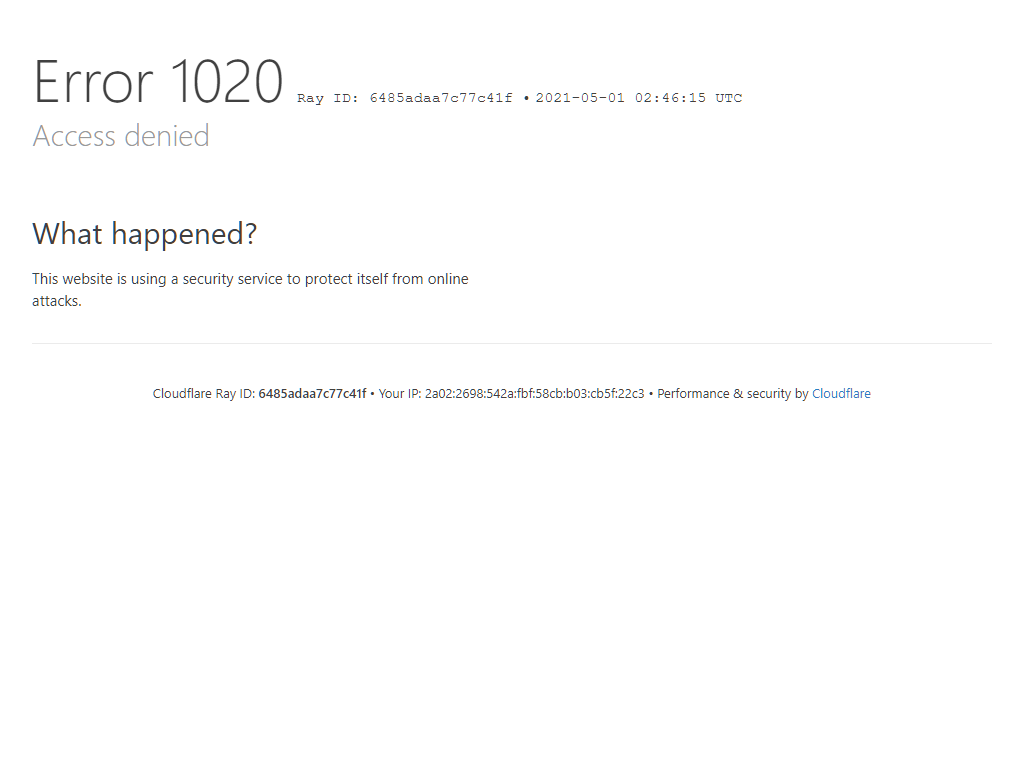 Error 1020 Ray ID: 6485adaa7c77c41f • 2021-05-01 02:46:15 UTC
Access denied
What happened?
This website is using a security service to protect itself from online
attacks.
Cloudflare Ray ID: 6485adaa7c77c41f • Your IP: 2a02:2698:542a:fbf:58cb:b03:cb5f:22c3 • Performance & security by Cloudflare